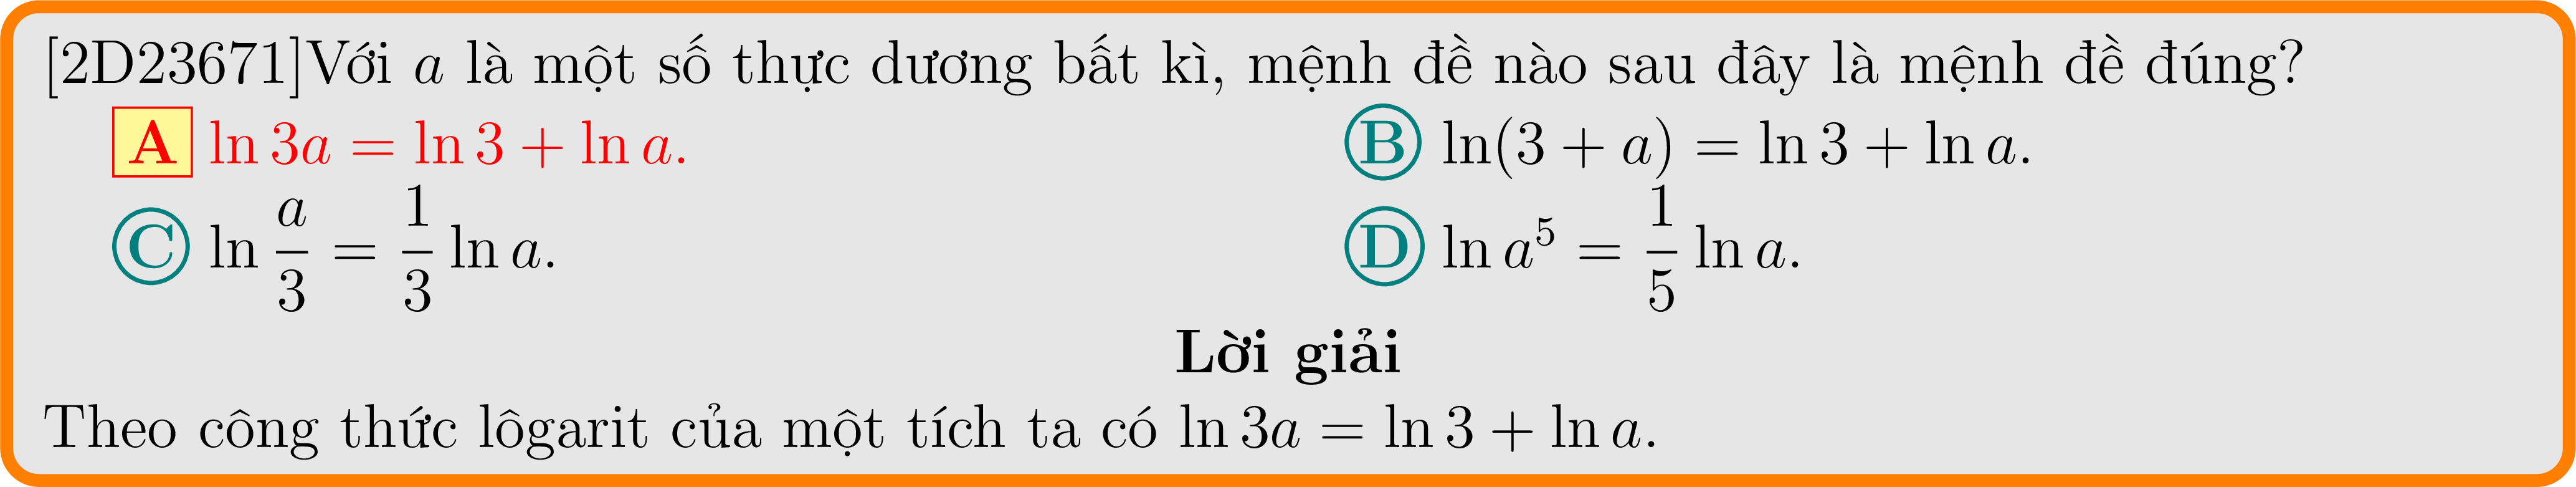 [2D23671]Với a là một số thực dương bất kì, mệnh đề nào sau đây là mệnh đề đúng?
A ln 3a = ln 3 + ln a. B ln(3 + a) = ln 3 + ln a.
C ln \frac{a}{3} = \frac{1}{3} ln a. D ln a⁵ = \frac{1}{5} ln a.
Lời giải
Theo công thức lôgarit của một tích ta có ln 3a = ln 3 + ln a.